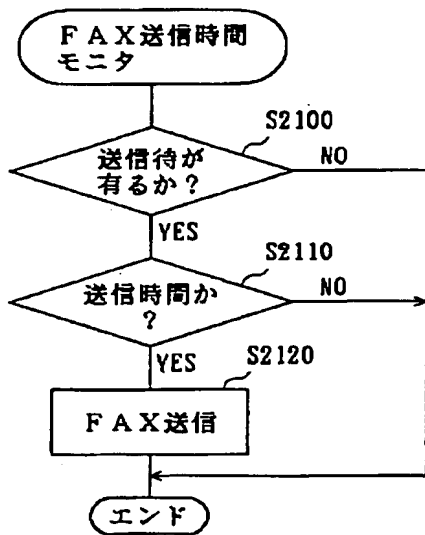 ＦＡＸ送信時間
モニタ
S2100
送信待が
有るか？
NO
YES
S2110
送信時間か
？
NO
YES
S2120
ＦＡＸ送信
エンド